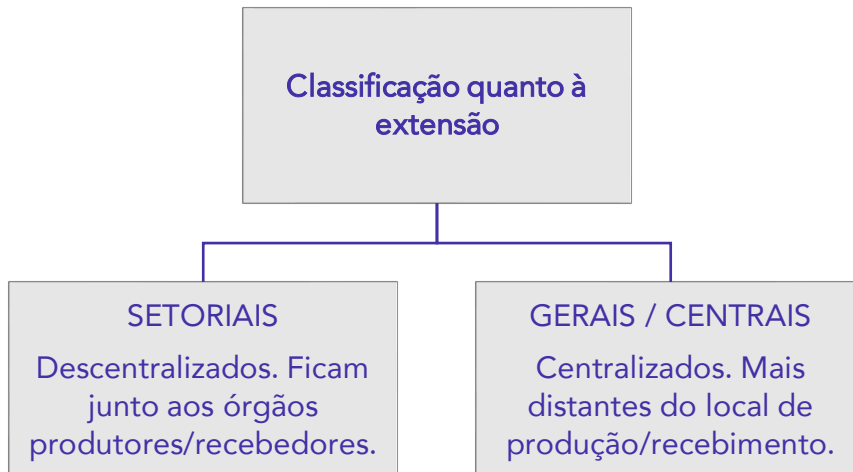 Classificação quanto à
extensão
SETORIAIS
Descentralizados. Ficam
junto aos órgãos
produtores/recebedores.
GERAIS / CENTRAIS
Centralizados. Mais
distantes do local de
produção/recebimento.